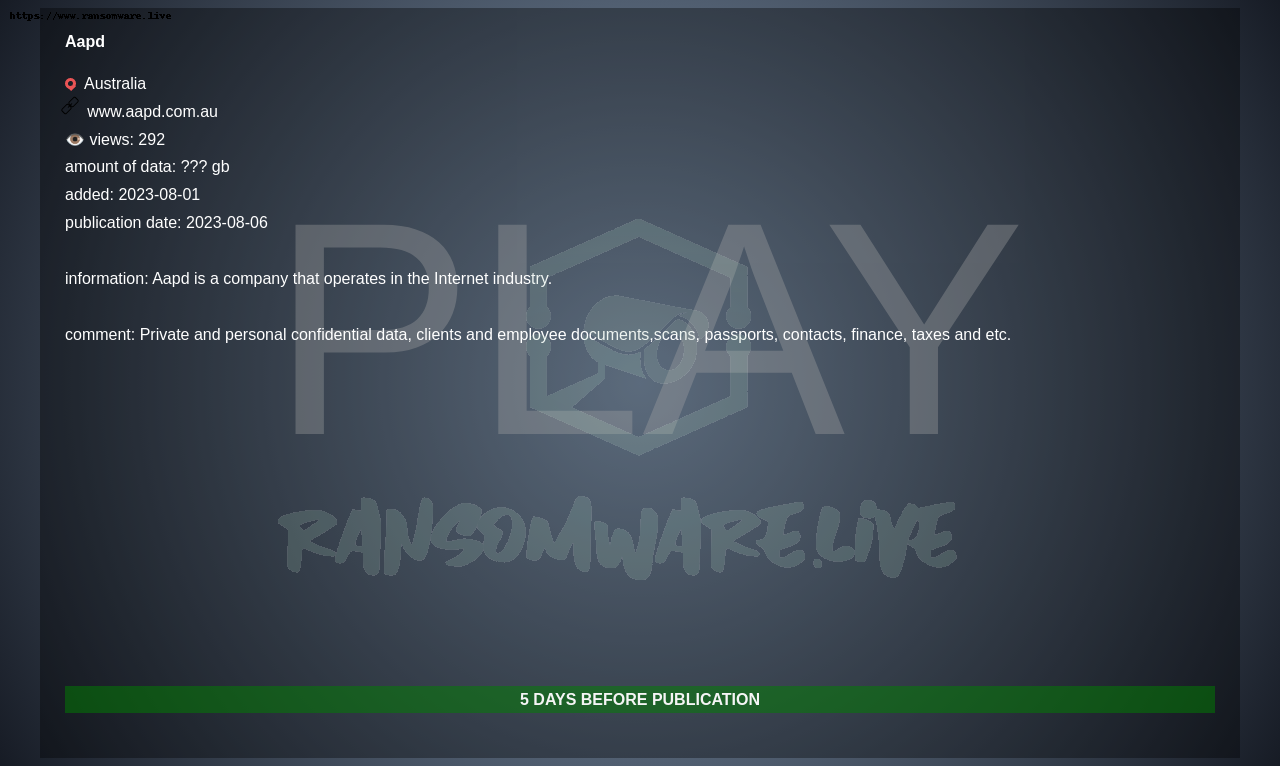 https://www.ransomware.live
Aapd
Australia
www.aapd.com.au
views: 292
amount of data: ??? gb
added: 2023-08-01
publication date: 2023-08-06
PLAY
information: Aapd is a company that operates in the Internet industry.
comment: Private and personal confidential data, clients and employee documents,scans, passports, contacts, finance, taxes and etc.
RANSOMWARE.LIVE
5 DAYS BEFORE PUBLICATION